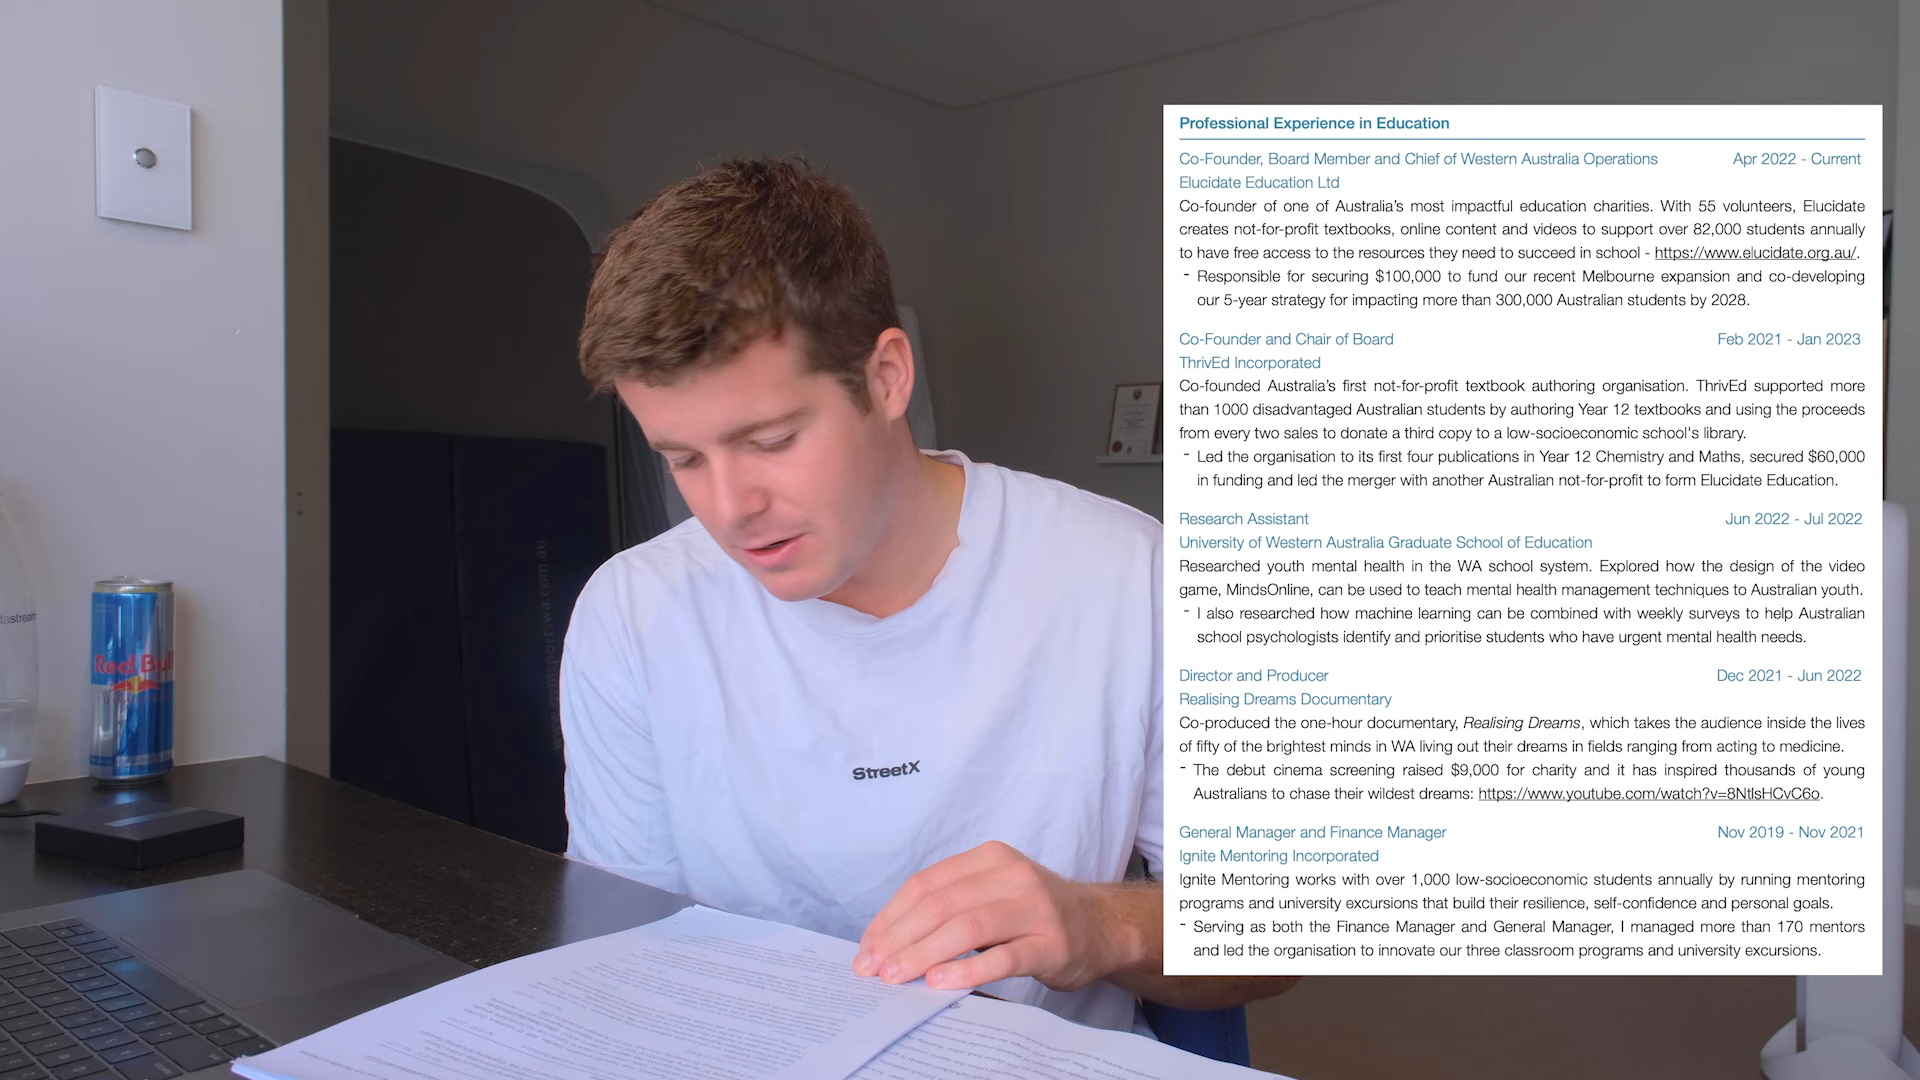 Professional Experience in Education
Co-Founder, Board Member and Chief of Western Australia Operations Apr 2022 - Current
Elucidate Education Ltd
Co-founder of one of Australia's most impactful education charities. With 55 volunteers, Elucidate
creates not-for-profit textbooks, online content and videos to support over 82,000 students annually
to have free access to the resources they need to succeed in school - https://www.elucidate.org.au/.
- Responsible for securing $100,000 to fund our recent Melbourne expansion and co-developing
our 5-year strategy for impacting more than 300,000 Australian students by 2028.
Co-Founder and Chair of Board Feb 2021 - Jan 2023
ThrivEd Incorporated
Co-founded Australia's first not-for-profit textbook authoring organisation. ThrivEd supported more
than 1000 disadvantaged Australian students by authoring Year 12 textbooks and using the proceeds
from every two sales to donate a third copy to a low-socioeconomic school's library.
- Led the organisation to its first four publications in Year 12 Chemistry and Maths, secured $60,000
in funding and led the merger with another Australian not-for-profit to form Elucidate Education.
Research Assistant Jun 2022 - Jul 2022
University of Western Australia Graduate School of Education
Researched youth mental health in the WA school system. Explored how the design of the video
game, MindsOnline, can be used to teach mental health management techniques to Australian youth.
- I also researched how machine learning can be combined with weekly surveys to help Australian
school psychologists identify and prioritise students who have urgent mental health needs.
Director and Producer Dec 2021 - Jun 2022
Realising Dreams Documentary
Co-produced the one-hour documentary, Realising Dreams, which takes the audience inside the lives
of fifty of the brightest minds in WA living out their dreams in fields ranging from acting to medicine.
- The debut cinema screening raised $9,000 for charity and it has inspired thousands of young
Australians to chase their wildest dreams: https://www.youtube.com/watch?v=8NtlsHCvC6o.
General Manager and Finance Manager Nov 2019 - Nov 2021
Ignite Mentoring Incorporated
Ignite Mentoring works with over 1,000 low-socioeconomic students annually by running mentoring
programs and university excursions that build their resilience, self-confidence and personal goals.
- Serving as both the Finance Manager and General Manager, I managed more than 170 mentors
and led the organisation to innovate our three classroom programs and university excursions.
StreetX
Red Bull
www.gymsportswa.com.au